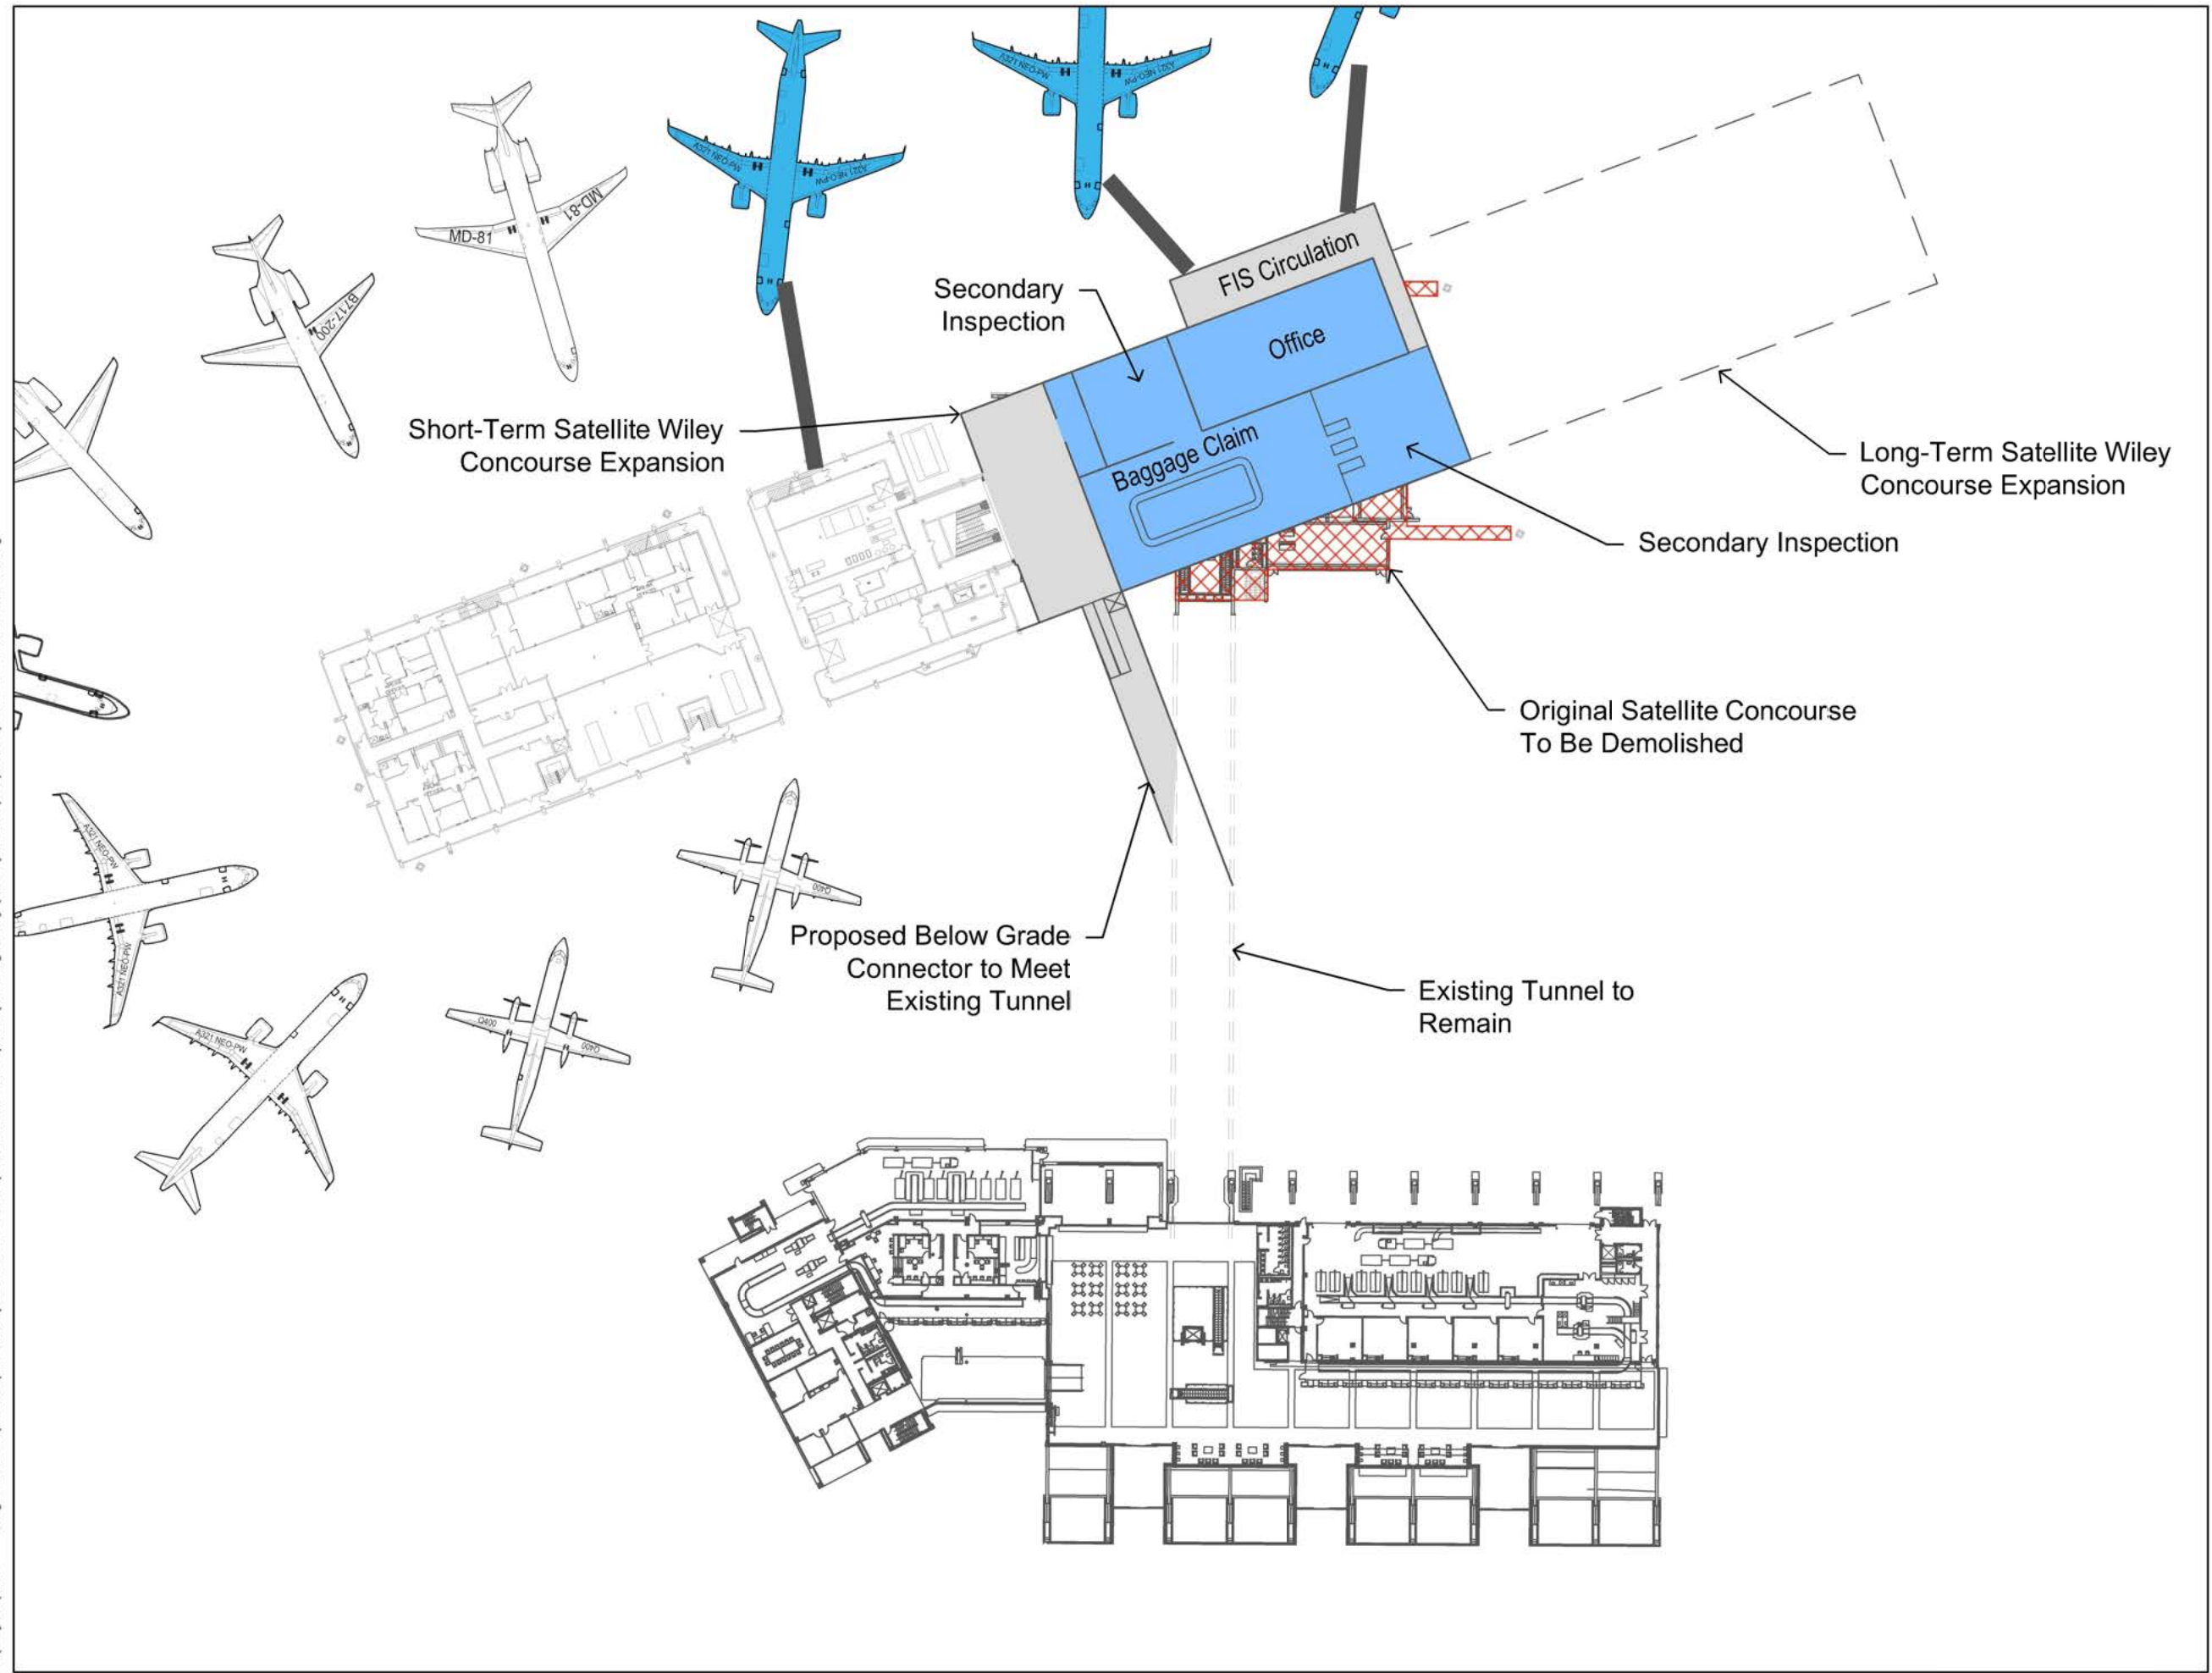 A321 NEO-PW
A321 NEO-PW
A321 NEO-PW
A321 NEO-PW
MD-81
MD-81
B717-200
FIS Circulation
Secondary
Inspection
Office
Short-Term Satellite Wiley
Concourse Expansion
Baggage Claim
Long-Term Satellite Wiley
Concourse Expansion
Secondary Inspection
Original Satellite Concourse
To Be Demolished
A321 NEO-PW
A321 NEO-PW
Q400
Proposed Below Grade
Connector to Meet
Existing Tunnel
Existing Tunnel to
Remain
A321 NEO-PW
Q400
Q400